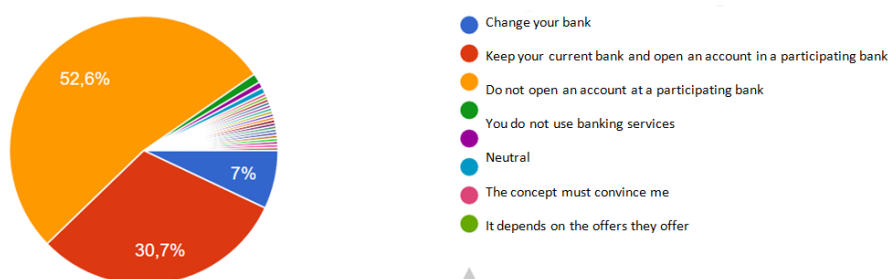 52,6%
7%
30,7%
Change your bank
Keep your current bank and open an account in a participating bank
Do not open an account at a participating bank
You do not use banking services
Neutral
The concept must convince me
It depends on the offers they offer